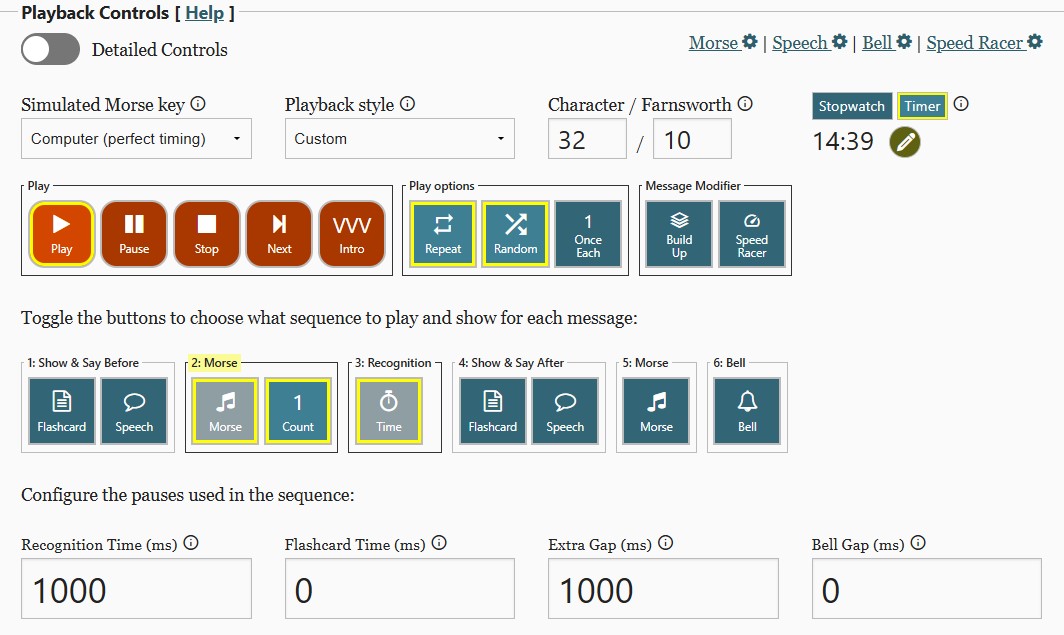 Playback Controls [ Help ]
Detailed Controls
Morse | Speech | Bell | Speed Racer
Simulated Morse key
Playback style
Character / Farnsworth
Stopwatch Timer
Computer (perfect timing)
Custom
32 / 10
14:39
Play
Play options
Message Modifier
Play
Pause
Stop
Next
VVV
Intro
Repeat
Random
1
Once
Each
Build
Up
Speed
Racer
Toggle the buttons to choose what sequence to play and show for each message:
1: Show & Say Before
2: Morse
3: Recognition
4: Show & Say After
5: Morse
6: Bell
Flashcard
Speech
Morse
1
Count
Time
Flashcard
Speech
Morse
Bell
Configure the pauses used in the sequence:
Recognition Time (ms)
Flashcard Time (ms)
Extra Gap (ms)
Bell Gap (ms)
1000
0
1000
0